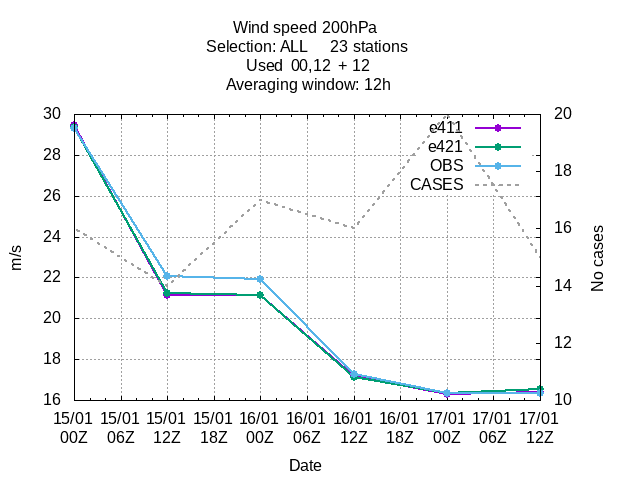 Wind speed 200hPa
Selection: ALL     23 stations
Used  00,12  + 12
Averaging window: 12h
30
28
26
24
22
20
18
16
m/s
20
18
16
14
12
10
No cases
e411
e421
OBS
CASES
15/01 15/01 15/01 15/01 16/01 16/01 16/01 16/01 17/01 17/01 17/01
00Z 06Z 12Z 18Z 00Z 06Z 12Z 18Z 00Z 06Z 12Z
Date